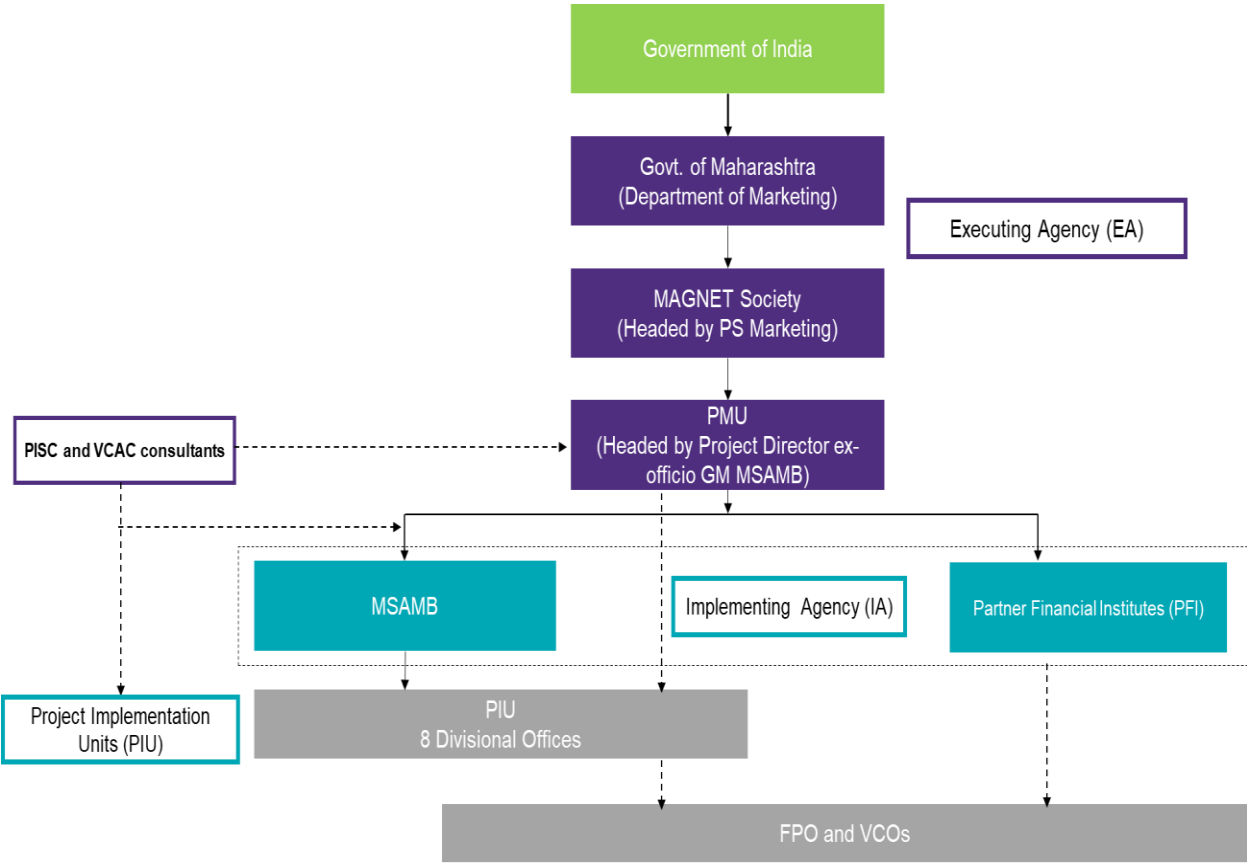 Government of India
Govt. of Maharashtra
(Department of Marketing)
Executing Agency (EA)
MAGNET Society
(Headed by PS Marketing)
PMU
(Headed by Project Director ex-
officio GM MSAMB)
PISC and VCAC consultants
MSAMB
Implementing Agency (IA)
Partner Financial Institutes (PFI)
Project Implementation
Units (PIU)
PIU
8 Divisional Offices
FPO and VCOs